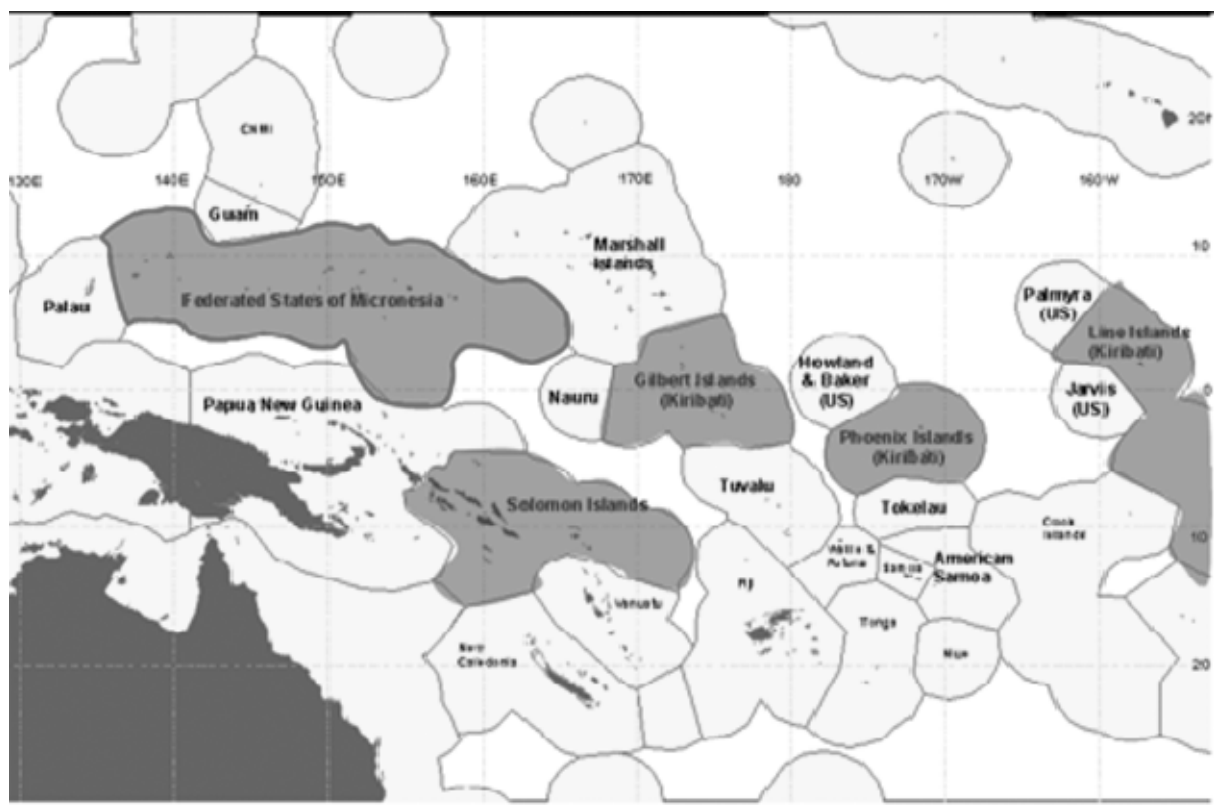 CNMI
20N
130E
140E
150E
160E
170E
180
170W
160W
Guam
Marshall
Islands
10
Palau
Federated States of Micronesia
Palmyra
(US)
Line Islands
(Kiribati)
Howland
& Baker
(US)
Nauru
Gilbert Islands
(Kiribati)
Jarvis
(US)
0
Papua New Guinea
Phoenix Islands
(Kiribati)
Solomon Islands
Tuvalu
Tokelau
Cook
Islands
10
Wallis &
Futuna
Samoa
American
Samoa
Fiji
Vanuatu
Tonga
New
Caledonia
Niue
20